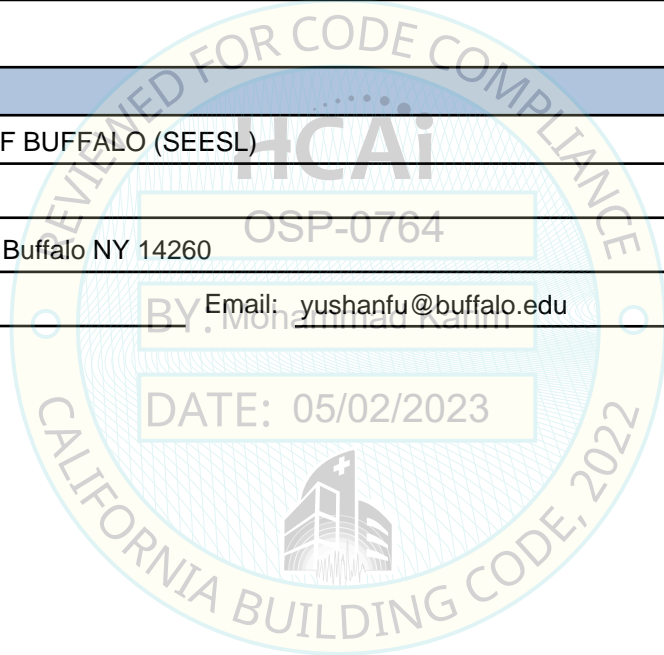 REVIEWED FOR CODE COMPLIANCE
HCAi
F BUFFALO (SEESL)
OSP-0764
Buffalo NY 14260
Email: yushanfu@buffalo.edu
BY: Mohammad Karim
DATE: 05/02/2023
CALIFORNIA BUILDING CODE, 2022